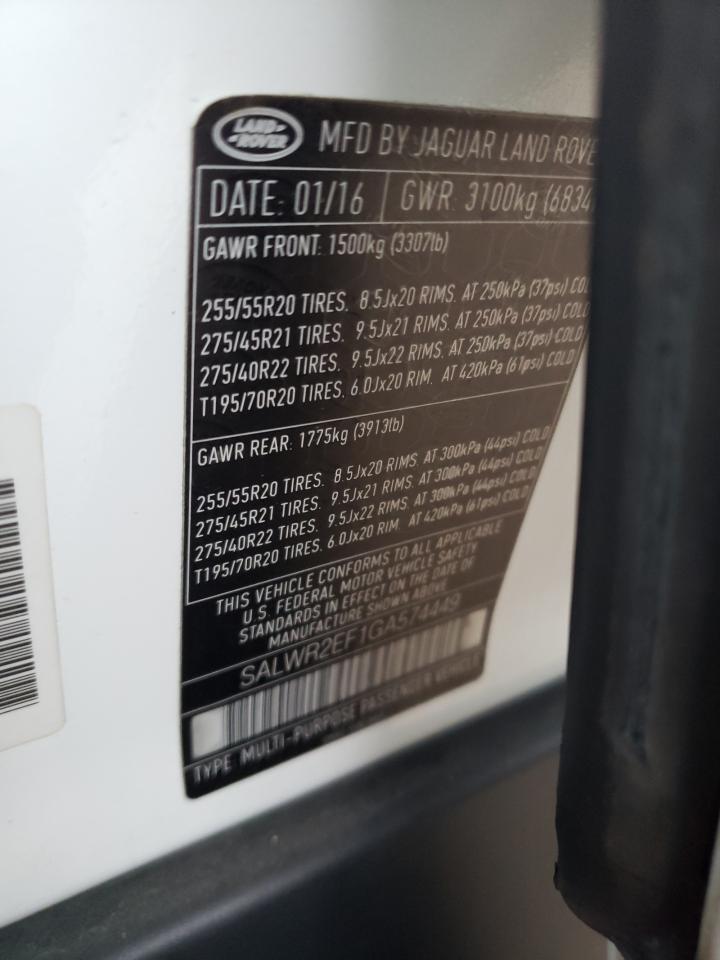 LAND-
-ROVER
MFD BY JAGUAR LAND ROVE
DATE: 01/16 GWR 3100kg (6834
GAWR FRONT: 1500kg (3307lb)
255/55R20 TIRES. 8.5Jx20 RIMS. AT 250kPa (37psi) COL
275/45R21 TIRES. 9.5Jx21 RIMS. AT 250kPa (37psi) COL
275/40R22 TIRES. 9.5Jx22 RIMS. AT 250kPa (37psi) COLD
T195/70R20 TIRES. 6.0Jx20 RIM. AT 420kPa (61psi) COLD
GAWR REAR: 1775kg (3913lb)
255/55R20 TIRES. 8.5Jx20 RIMS. AT 300kPa (44psi) COLD
275/45R21 TIRES. 9.5Jx21 RIMS. AT 300kPa (44psi) COLD
275/40R22 TIRES. 9.5Jx22 RIMS. AT 300kPa (44psi) COLD
T195/70R20 TIRES. 6.0Jx20 RIM. AT 420kPa (61psi) COLD
THIS VEHICLE CONFORMS TO ALL APPLICABLE
U.S. FEDERAL MOTOR VEHICLE SAFETY
STANDARDS IN EFFECT ON THE DATE OF
MANUFACTURE SHOWN ABOVE
SALWR2EF1GA574449
TYPE MULTI-PURPOSE PASSENGER VEHICLE